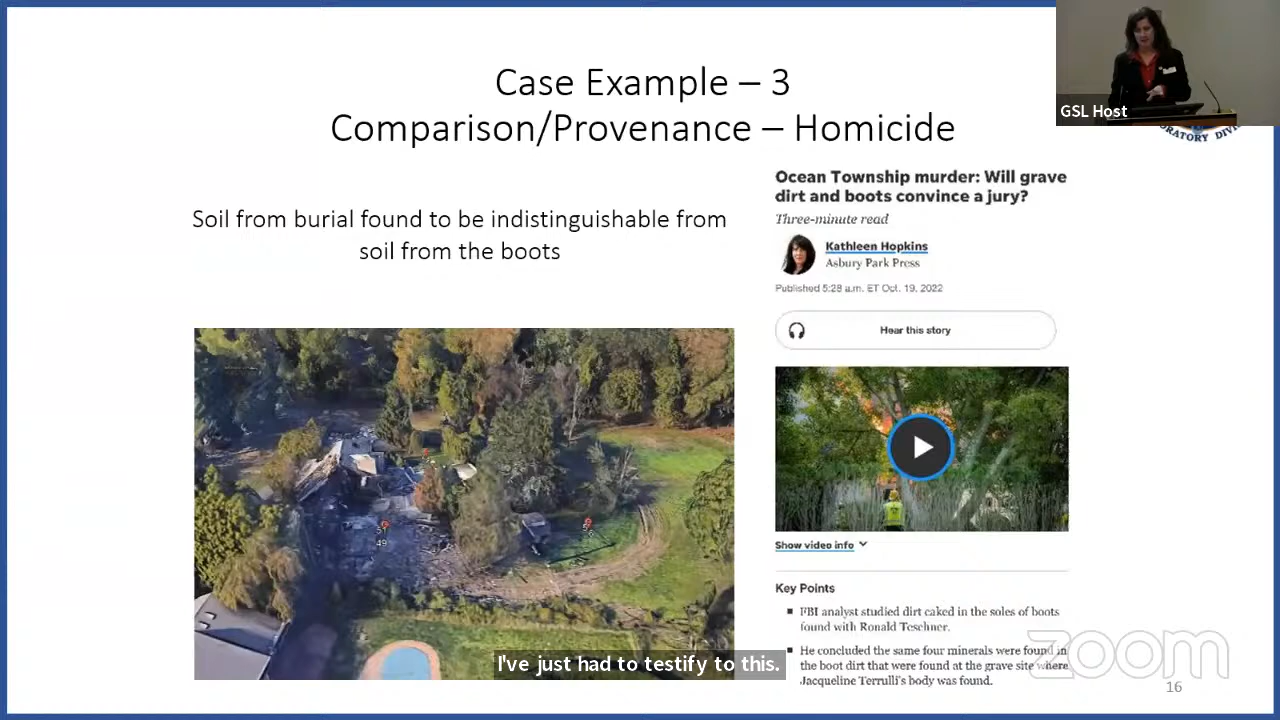 Case Example – 3
Comparison/Provenance – Homicide
GSL Host
ORATORY DIVI
Soil from burial found to be indistinguishable from
soil from the boots
Ocean Township murder: Will grave
dirt and boots convince a jury?
Three-minute read
Kathleen Hopkins
Asbury Park Press
Published 5:28 a.m. ET Oct. 19, 2022
Hear this story
Show video info
Key Points
FBI analyst studied dirt caked in the soles of boots
found with Ronald Teschner.
He concluded the same four minerals were found in
the boot dirt that were found at the grave site where
Jacqueline Terrulli's body was found.
51
49
I've just had to testify to this.
zoom
16